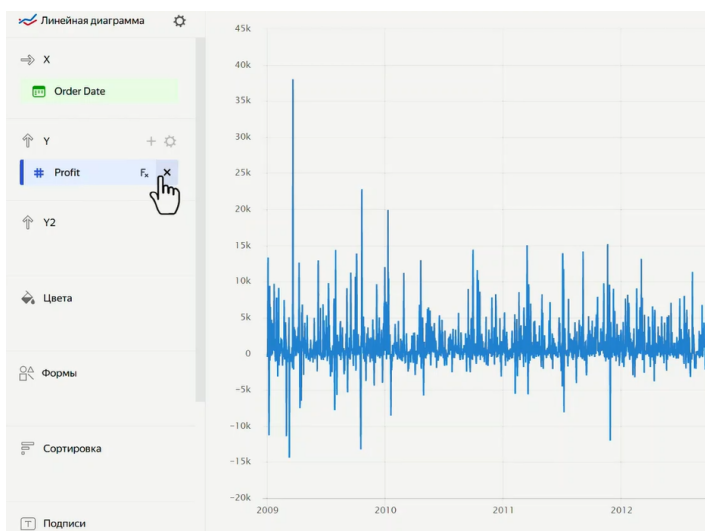 Линейная диаграмма
X
Order Date
Y
# Profit Fx ×
Y2
Цвета
Формы
Сортировка
T Подписи
45k
40k
35k
30k
25k
20k
15k
10k
5k
0
−5k
−10k
−15k
−20k
2009 2010 2011 2012